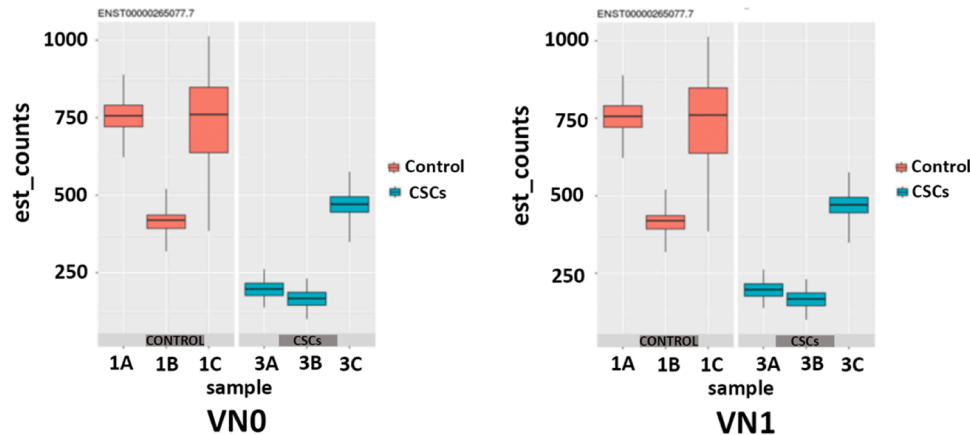 ENST00000265077.7
1000
750
500
250
est_counts
CONTROL
CSCs
1A 1B 1C 3A 3B 3C
sample
Control
CSCs
VN0
ENST00000265077.7
1000
750
500
250
est_counts
CONTROL
CSCs
1A 1B 1C 3A 3B 3C
sample
Control
CSCs
VN1